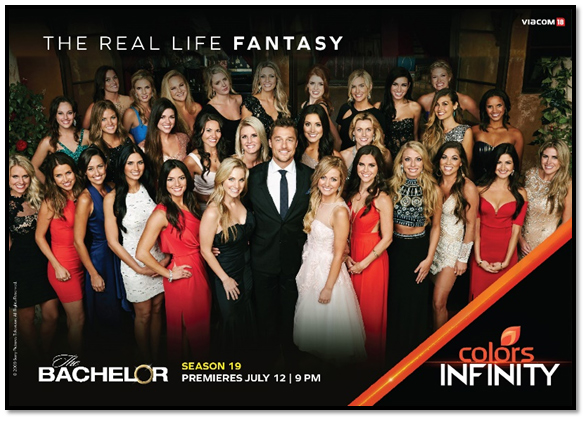 VIACOM 18
THE REAL LIFE FANTASY
The
BACHELOR
SEASON 19
PREMIERES JULY 12 | 9 PM
colors
INFINITY